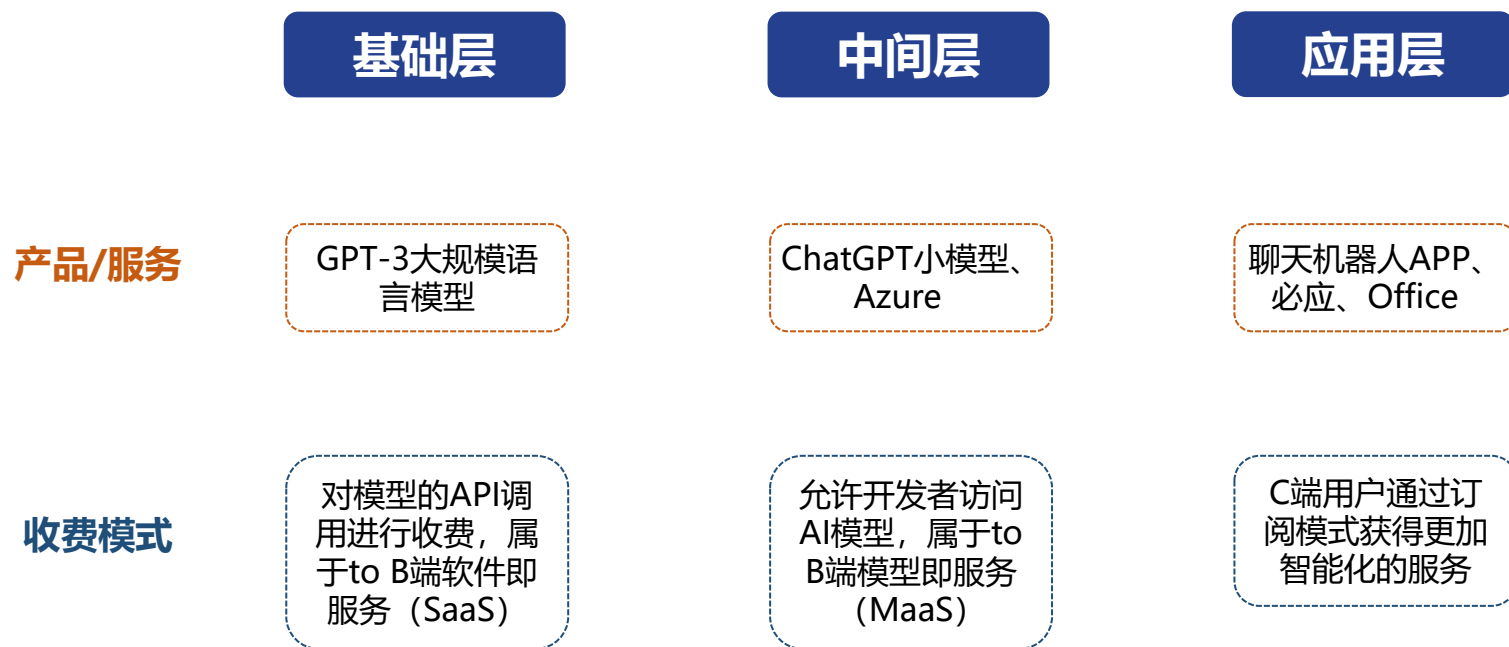 基础层
中间层
应用层
产品/服务
GPT-3大规模语
言模型
ChatGPT小模型、
Azure
聊天机器人APP、
必应、Office
收费模式
对模型的API调
用进行收费，属
于to B端软件即
服务（SaaS）
允许开发者访问
AI模型，属于to
B端模型即服务
（MaaS）
C端用户通过订
阅模式获得更加
智能化的服务